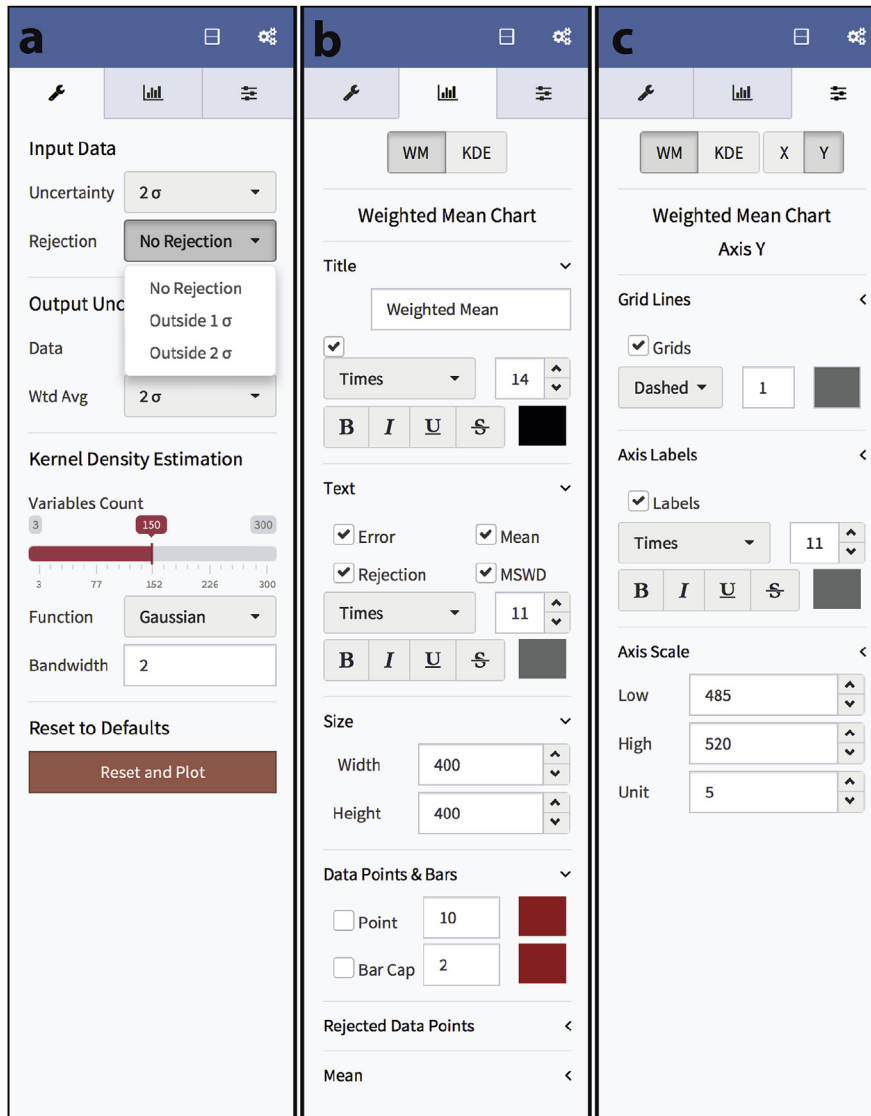 a
Input Data
Uncertainty 2 σ
Rejection No Rejection
No Rejection
Outside 1 σ
Outside 2 σ
Output Unc
Data
Wtd Avg 2 σ
Kernel Density Estimation
Variables Count
3 150 300
3 77 152 226 300
Function Gaussian
Bandwidth 2
Reset to Defaults
Reset and Plot
b
WM KDE
Weighted Mean Chart
Title
Weighted Mean
Times 14
B I U S
Text
Error Mean
Rejection MSWD
Times 11
B I U S
Size
Width 400
Height 400
Data Points & Bars
Point 10
Bar Cap 2
Rejected Data Points
Mean
c
WM KDE X Y
Weighted Mean Chart
Axis Y
Grid Lines
Grids
Dashed 1
Axis Labels
Labels
Times 11
B I U S
Axis Scale
Low 485
High 520
Unit 5